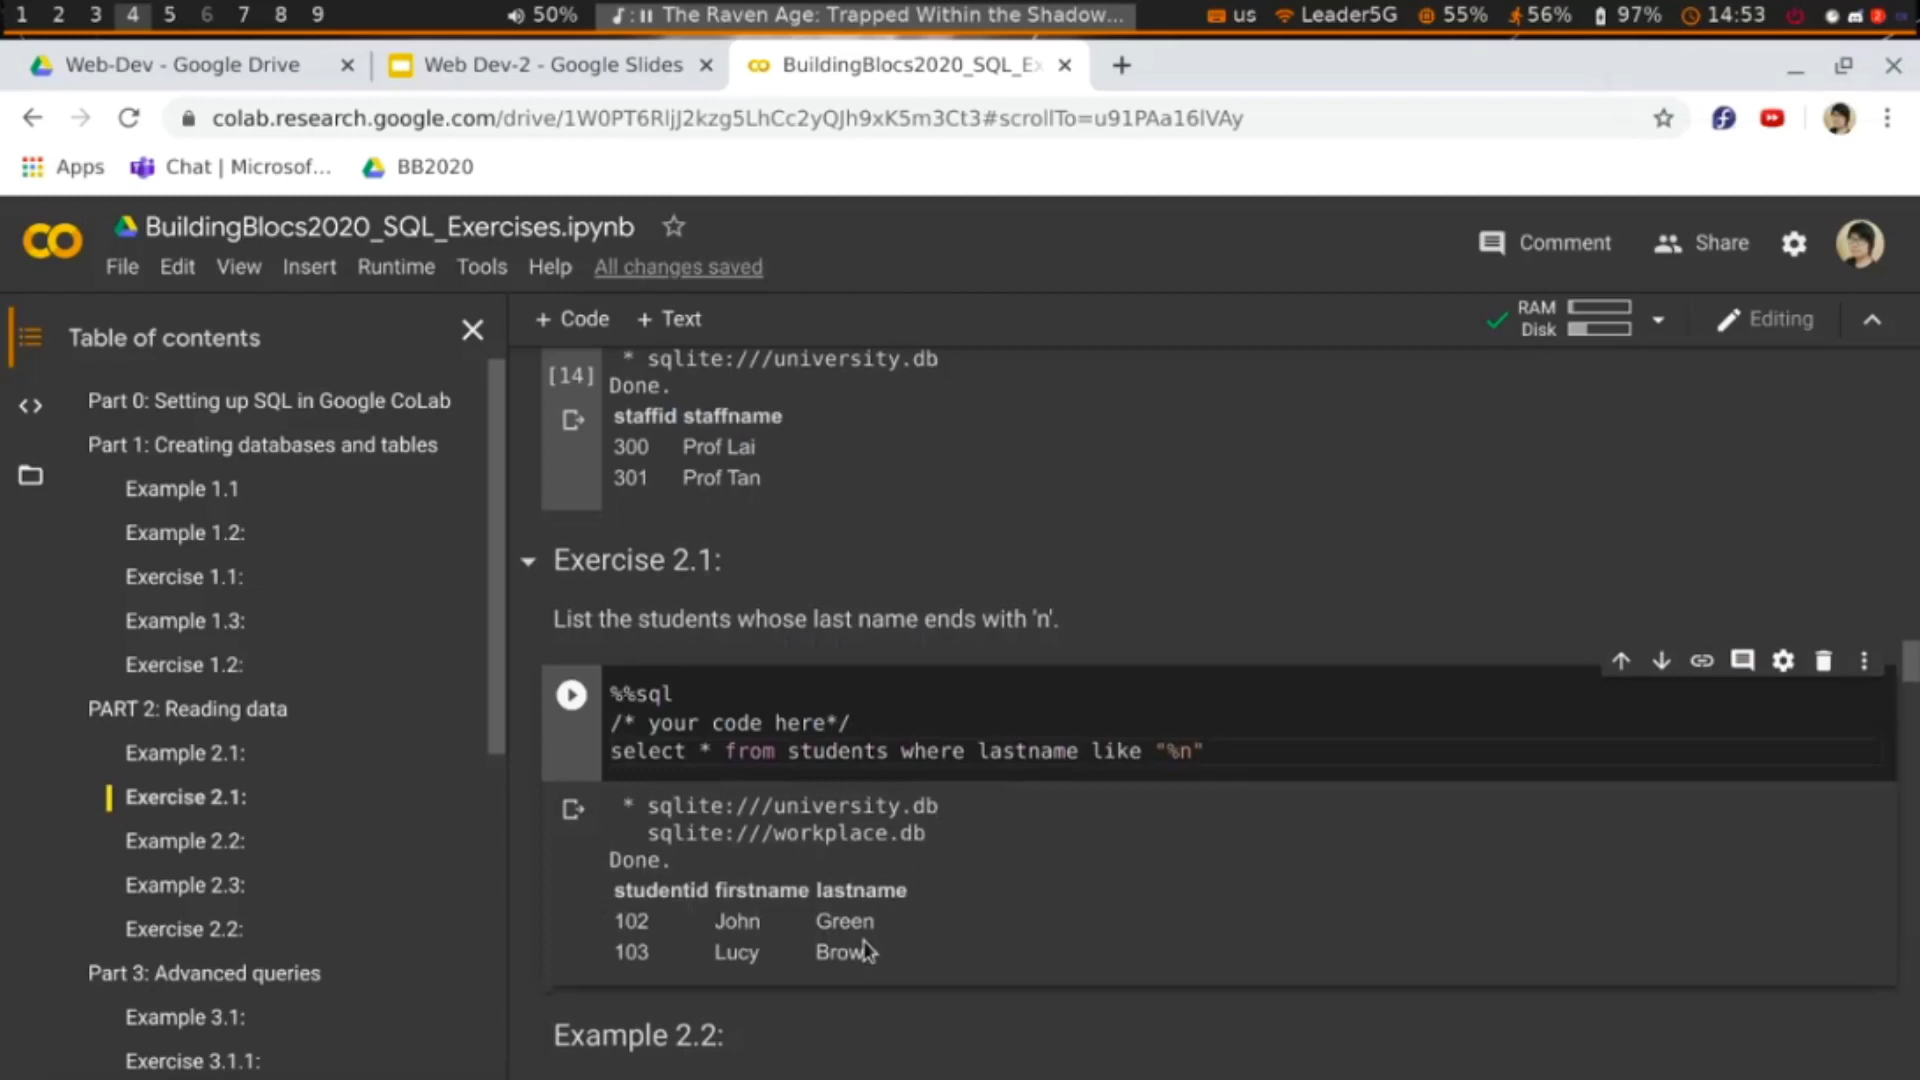 1 2 3 4 5 6 7 8 9 50% The Raven Age: Trapped Within the Shadow... us Leader5G 55% 56% 97% 14:53
Web-Dev - Google Drive Web Dev-2 - Google Slides BuildingBlocs2020_SQL_Ex
colab.research.google.com/drive/1W0PT6RljJ2kzg5LhCc2yQJh9xK5m3Ct3#scrollTo=u91PAa16lVAy
Apps Chat | Microsof... BB2020
BuildingBlocs2020_SQL_Exercises.ipynb
Comment Share
File Edit View Insert Runtime Tools Help All changes saved
+ Code + Text
RAM
Disk
Editing
Table of contents
Part 0: Setting up SQL in Google CoLab
Part 1: Creating databases and tables
Example 1.1
Example 1.2:
Exercise 1.1:
Example 1.3:
Exercise 1.2:
PART 2: Reading data
Example 2.1:
Exercise 2.1:
Example 2.2:
Example 2.3:
Exercise 2.2:
Part 3: Advanced queries
Example 3.1:
Exercise 3.1.1:
* sqlite:///university.db
[14]
Done.
staffid staffname
300 Prof Lai
301 Prof Tan
Exercise 2.1:
List the students whose last name ends with 'n'.
%%sql
/* your code here*/
select * from students where lastname like "%n"
* sqlite:///university.db
sqlite:///workplace.db
Done.
studentid firstname lastname
102 John Green
103 Lucy Brow
Example 2.2: